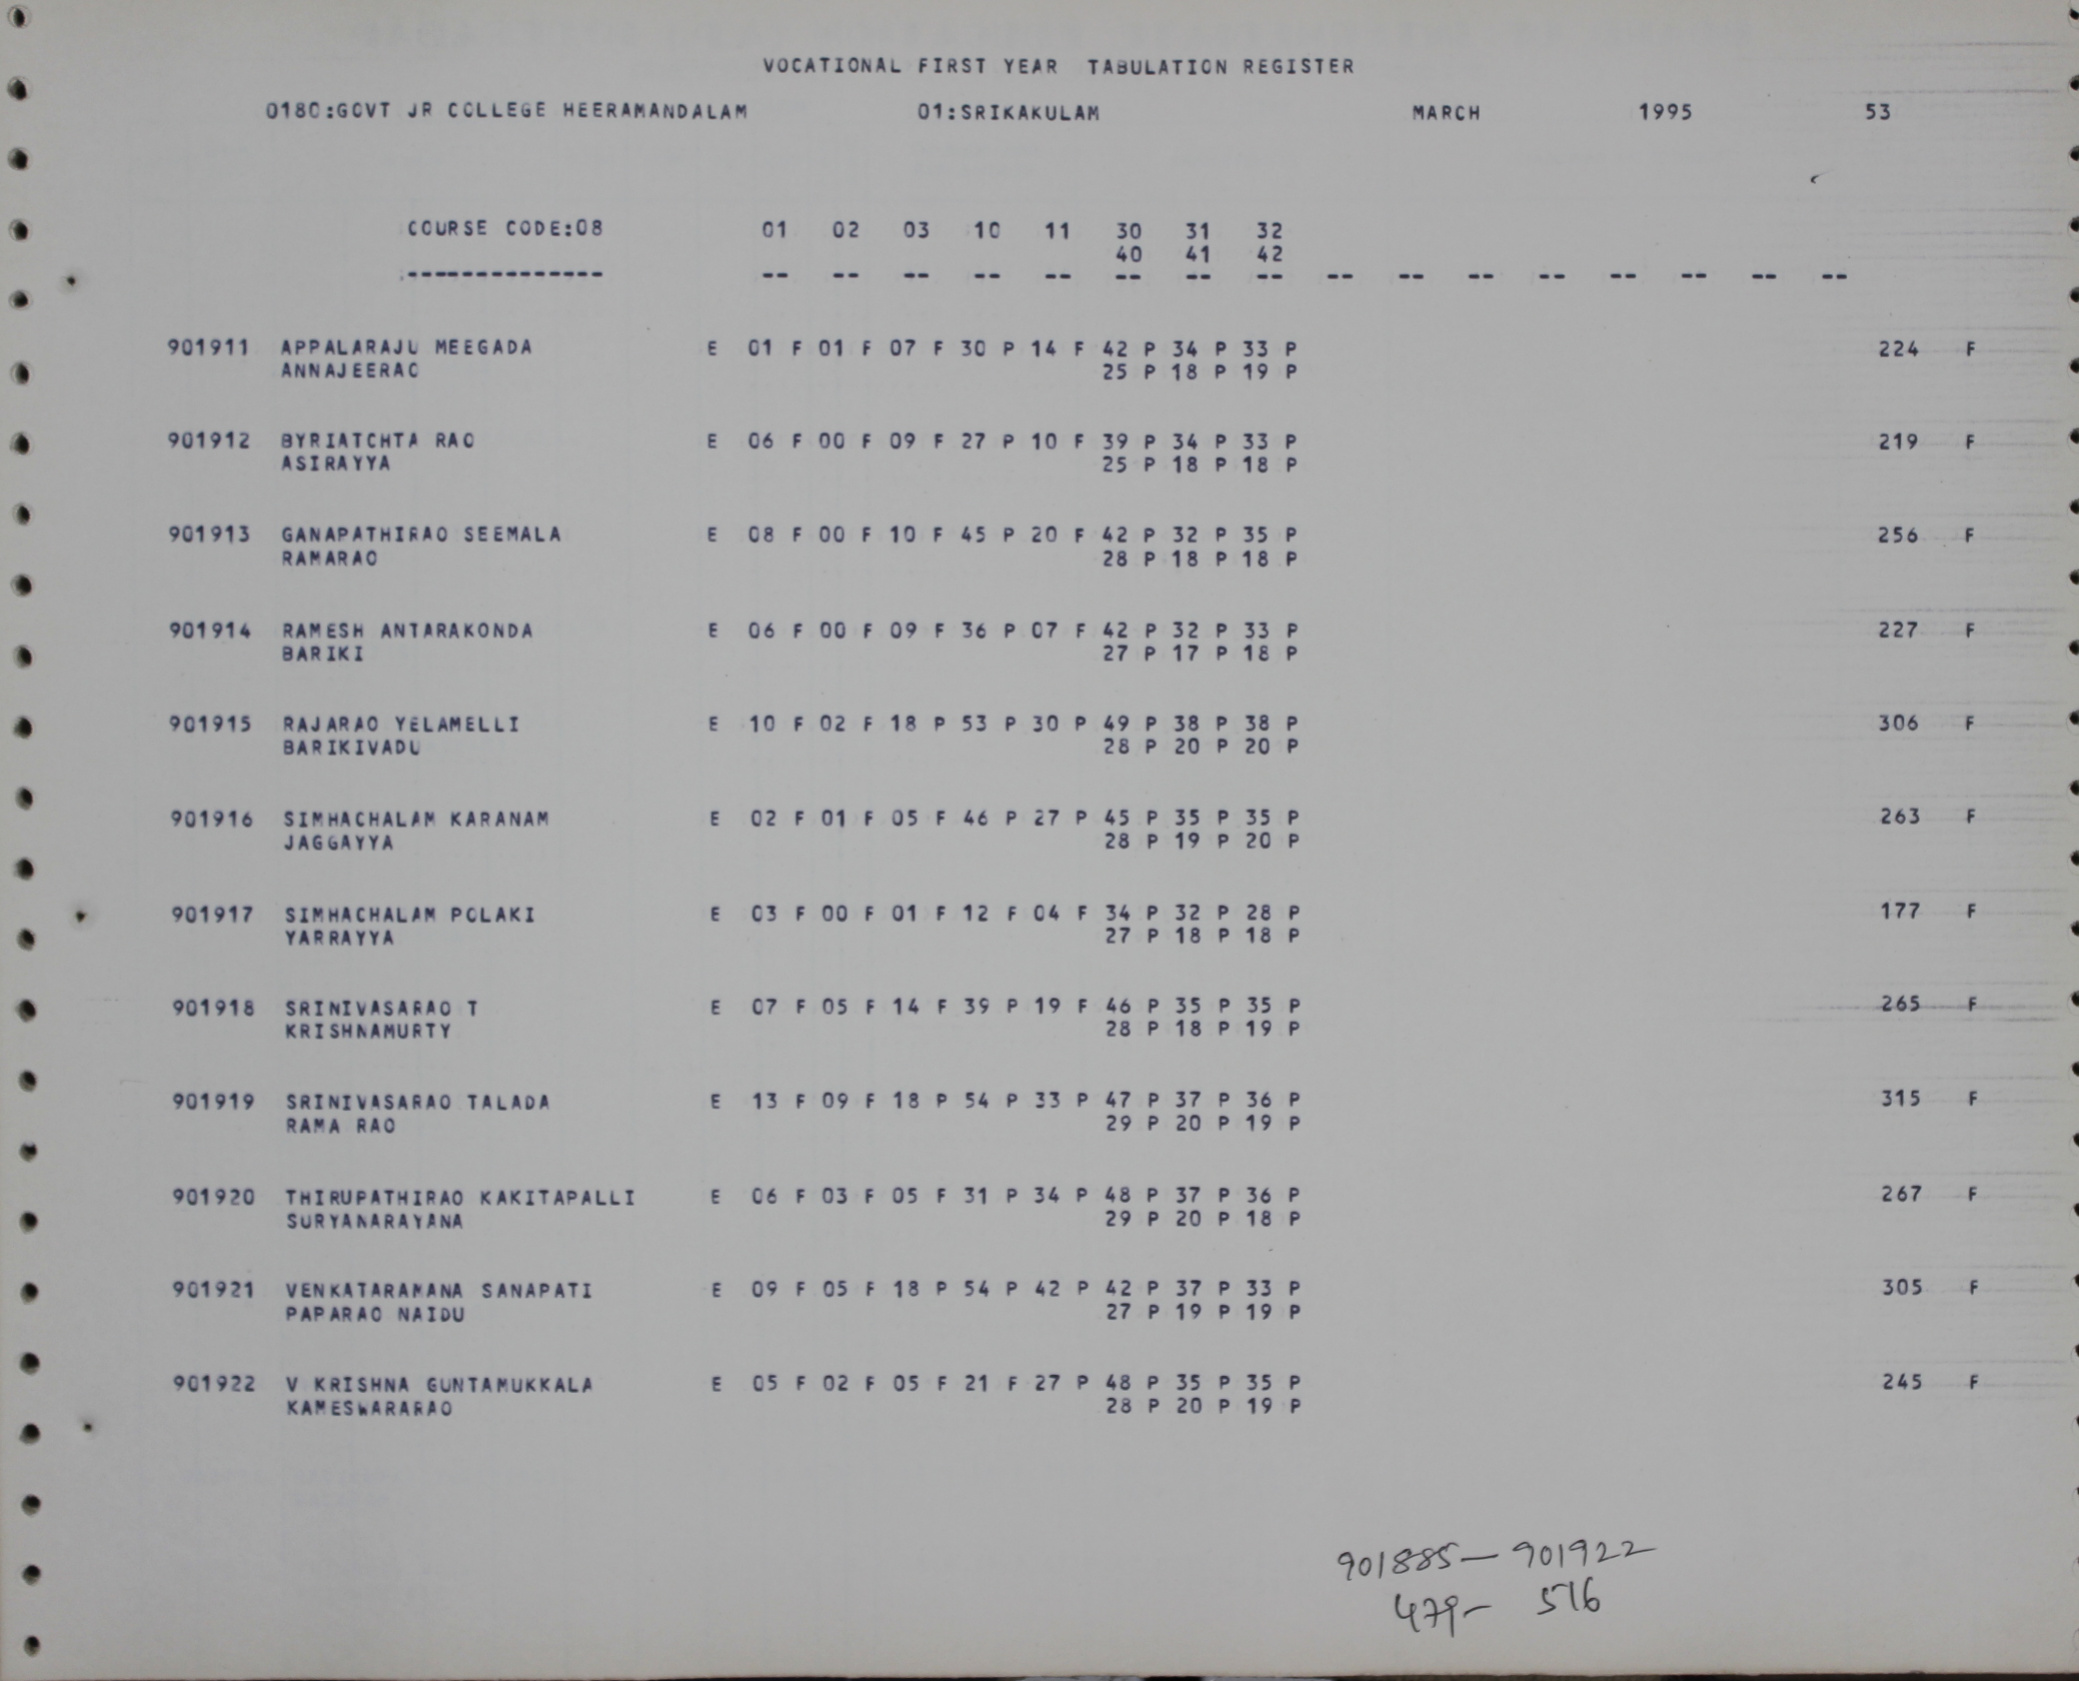 VOCATIONAL FIRST YEAR TABULATION REGISTER
0180:GOVT JR COLLEGE HEERAMANDALAM 01:SRIKAKULAM MARCH 1995 53
COURSE CODE:08 01 02 03 10 11 30 31 32
40 41 42
--------------- -- -- -- -- -- -- -- -- -- -- -- -- -- -- -- --
901911 APPALARAJU MEEGADA E 01 F 01 F 07 F 30 P 14 F 42 P 34 P 33 P 224 F
ANNAJEERAO 25 P 18 P 19 P
901912 BYRIATCHTA RAO E 06 F 00 F 09 F 27 P 10 F 39 P 34 P 33 P 219 F
ASIRAYYA 25 P 18 P 18 P
901913 GANAPATHIRAO SEEMALA E 08 F 00 F 10 F 45 P 20 F 42 P 32 P 35 P 256 F
RAMARAO 28 P 18 P 18 P
901914 RAMESH ANTARAKONDA E 06 F 00 F 09 F 36 P 07 F 42 P 32 P 33 P 227 F
BARIKI 27 P 17 P 18 P
901915 RAJARAO YELAMELLI E 10 F 02 F 18 P 53 P 30 P 49 P 38 P 38 P 306 F
BARIKIVADU 28 P 20 P 20 P
901916 SIMHACHALAM KARANAM E 02 F 01 F 05 F 46 P 27 P 45 P 35 P 35 P 263 F
JAGGAYYA 28 P 19 P 20 P
901917 SIMHACHALAM POLAKI E 03 F 00 F 01 F 12 F 04 F 34 P 32 P 28 P 177 F
YARRAYYA 27 P 18 P 18 P
901918 SRINIVASARAO T E 07 F 05 F 14 F 39 P 19 F 46 P 35 P 35 P 265 F
KRISHNAMURTY 28 P 18 P 19 P
901919 SRINIVASARAO TALADA E 13 F 09 F 18 P 54 P 33 P 47 P 37 P 36 P 315 F
RAMA RAO 29 P 20 P 19 P
901920 THIRUPATHIRAO KAKITAPALLI E 06 F 03 F 05 F 31 P 34 P 48 P 37 P 36 P 267 F
SURYANARAYANA 29 P 20 P 18 P
901921 VENKATARAMANA SANAPATI E 09 F 05 F 18 P 54 P 42 P 42 P 37 P 33 P 305 F
PAPARAO NAIDU 27 P 19 P 19 P
901922 V KRISHNA GUNTAMUKKALA E 05 F 02 F 05 F 21 F 27 P 48 P 35 P 35 P 245 F
KAMESWARARAO 28 P 20 P 19 P
901885 — 901922
479 - 516